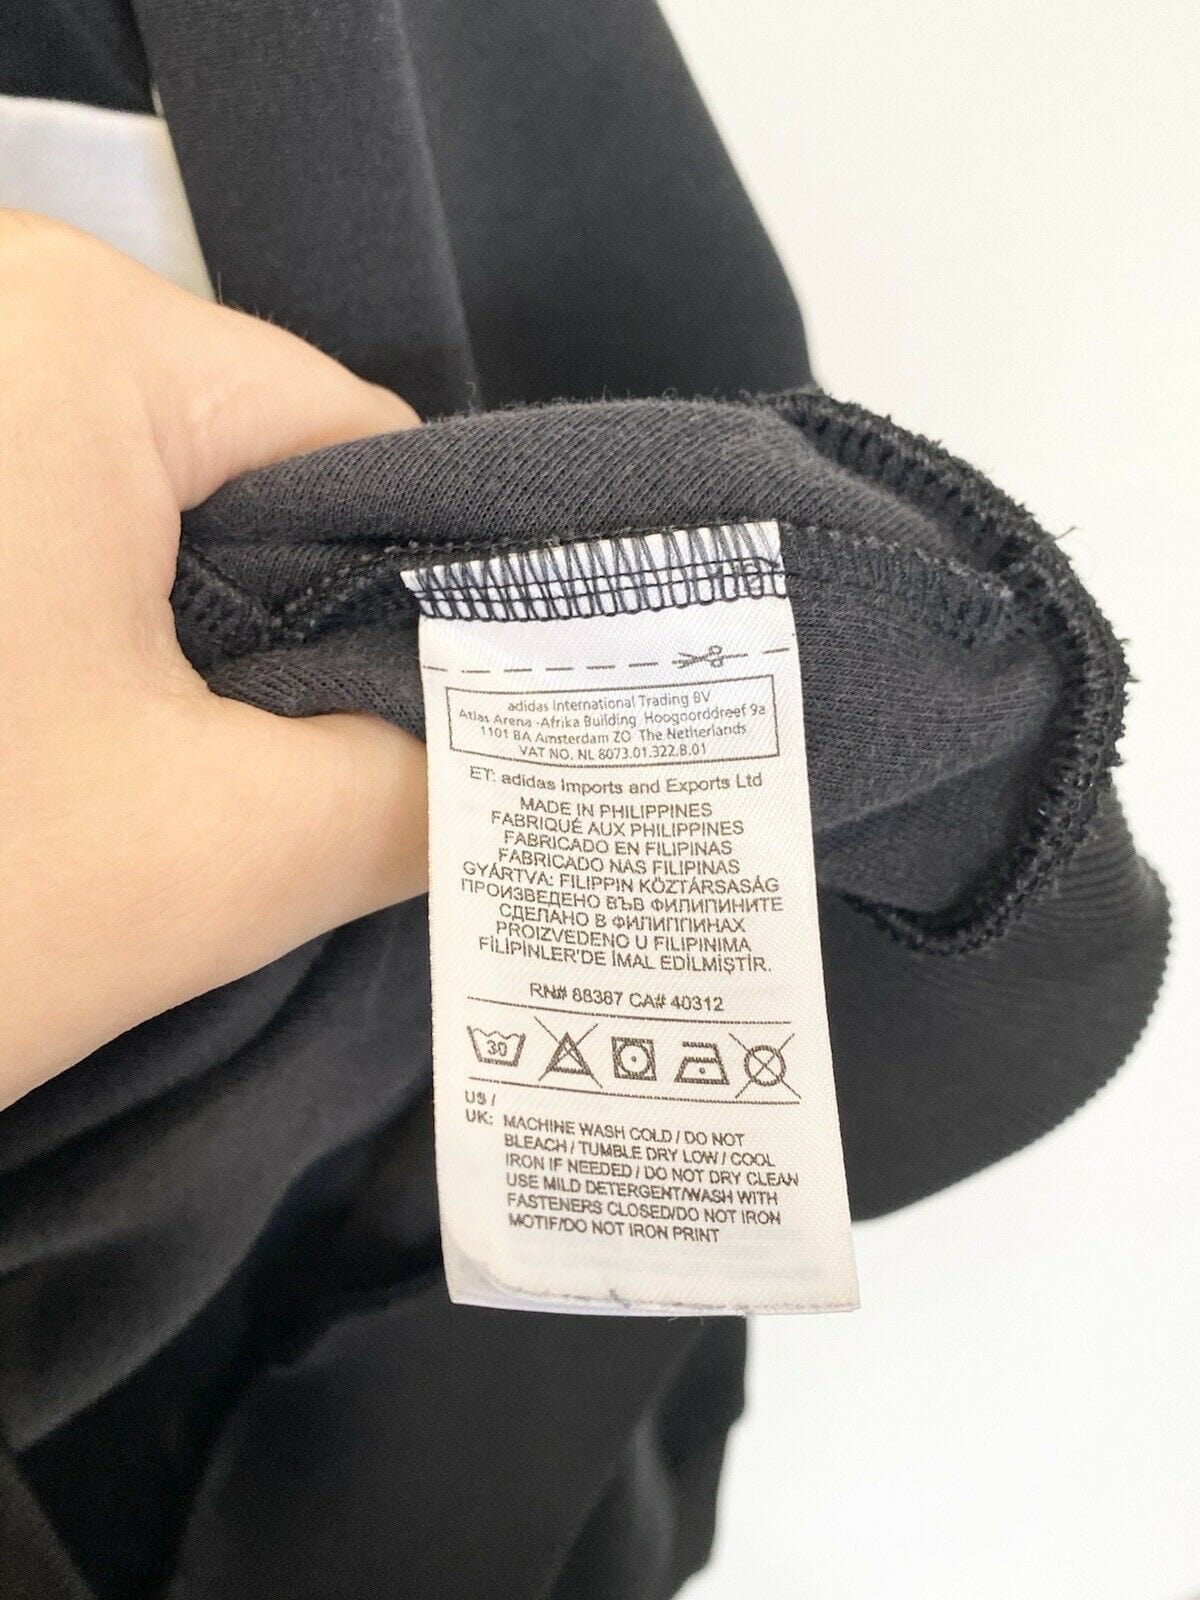 adidas International Trading BV
Atlas Arena -Afrika Building Hoogoorddreef 9a
1101 BA Amsterdam ZO The Netherlands
VAT NO. NL 8073.01.322.B.01
ET: adidas Imports and Exports Ltd
MADE IN PHILIPPINES
FABRIQUÉ AUX PHILIPPINES
FABRICADO EN FILIPINAS
FABRICADO NAS FILIPINAS
GYÁRTVA: FILIPPIN KÖZTÁRSASÁG
ПРОИЗВЕДЕНО ВЪВ ФИЛИПИНИТЕ
СДЕЛАНО В ФИЛИППИНАХ
PROIZVEDENO U FILIPINIMA
FİLİPİNLER'DE İMAL EDİLMİŞTİR.
RN# 88387 CA# 40312
30
US /
UK: MACHINE WASH COLD / DO NOT
BLEACH / TUMBLE DRY LOW / COOL
IRON IF NEEDED / DO NOT DRY CLEAN
USE MILD DETERGENT/WASH WITH
FASTENERS CLOSED/DO NOT IRON
MOTIF/DO NOT IRON PRINT